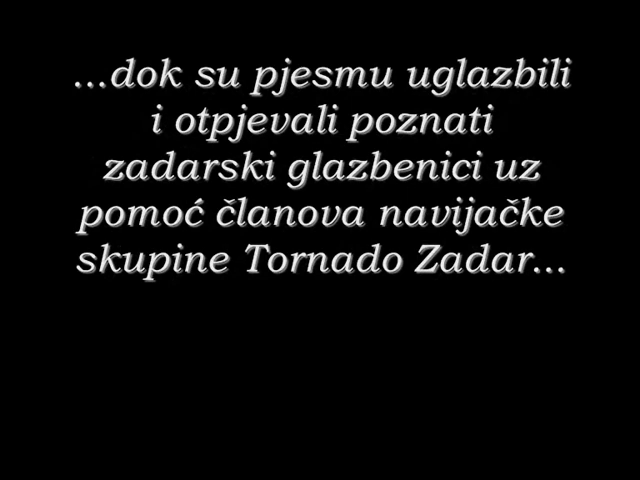 ...dok su pjesmu uglazbili
i otpjevali poznati
zadarski glazbenici uz
pomoć članova navijačke
skupine Tornado Zadar...